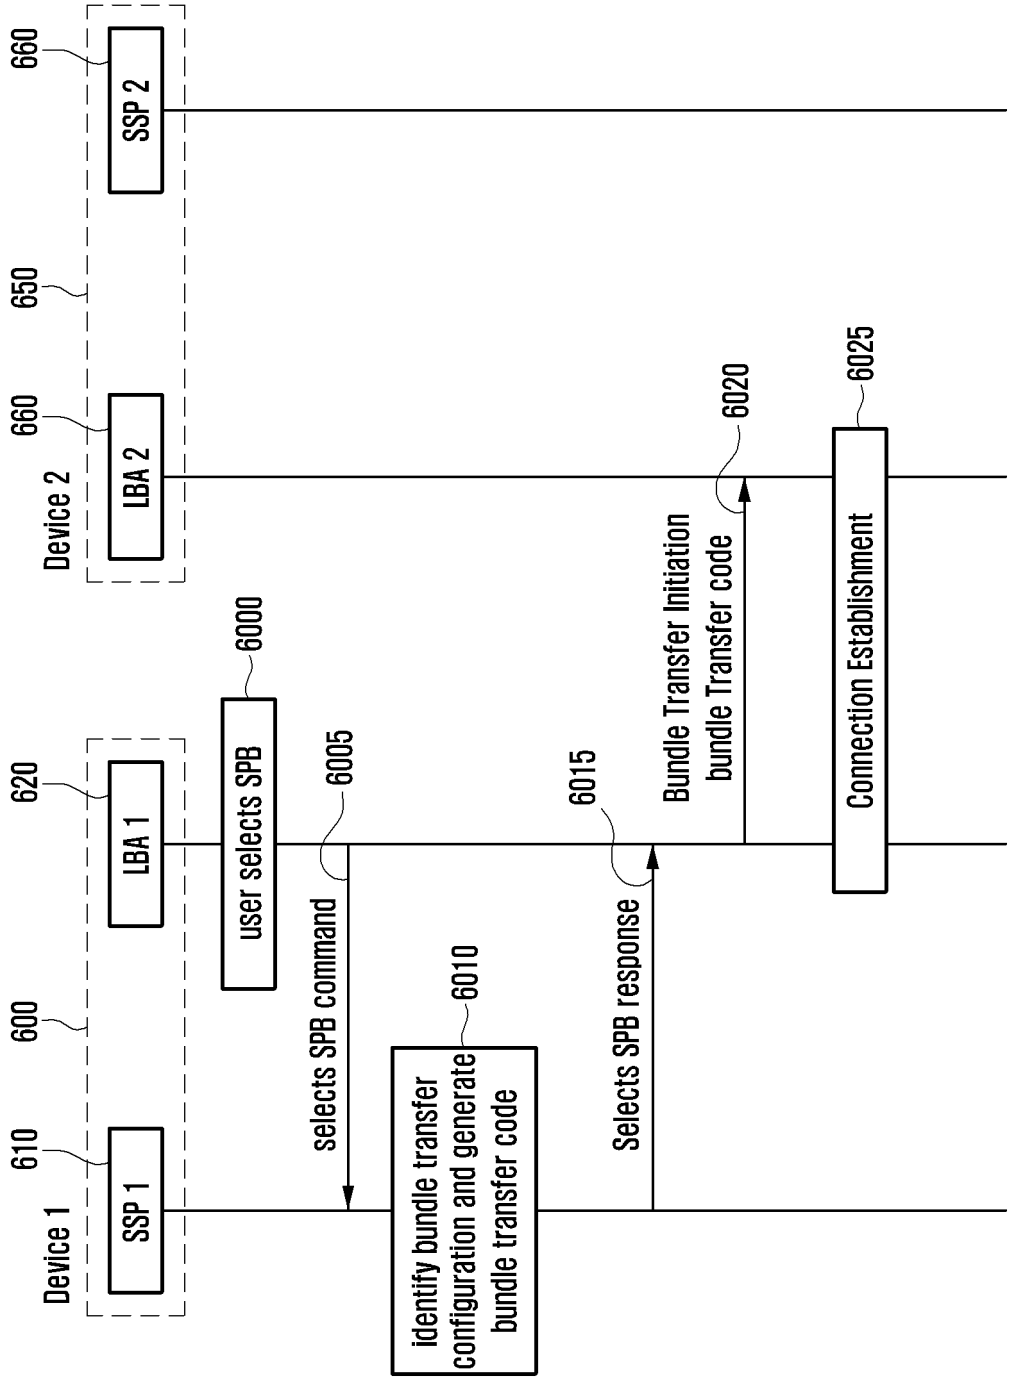 600
650
Device 1
610
620
Device 2
660
660
SSP 1
LBA 1
LBA 2
SSP 2
user selects SPB
6000
selects SPB command
6005
identify bundle transfer
configuration and generate
bundle transfer code
6010
Selects SPB response
6015
Bundle Transfer Initiation
bundle Transfer code
6020
Connection Establishment
6025